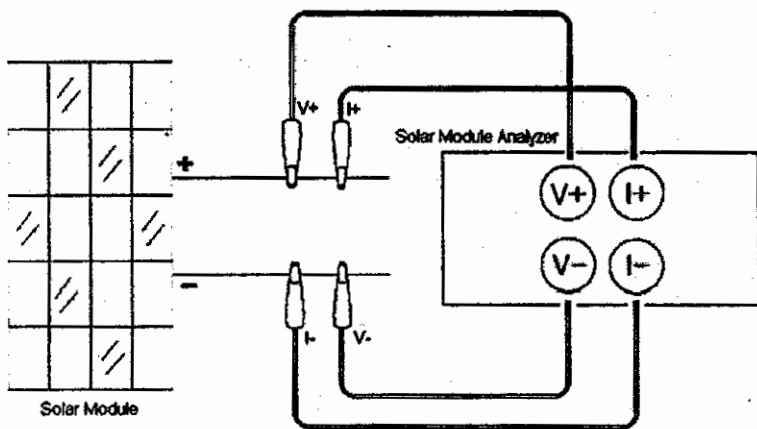 V+
I+
Solar Module Analyzer
+
V+ I+
V- I-
-
I-
V-
Solar Module